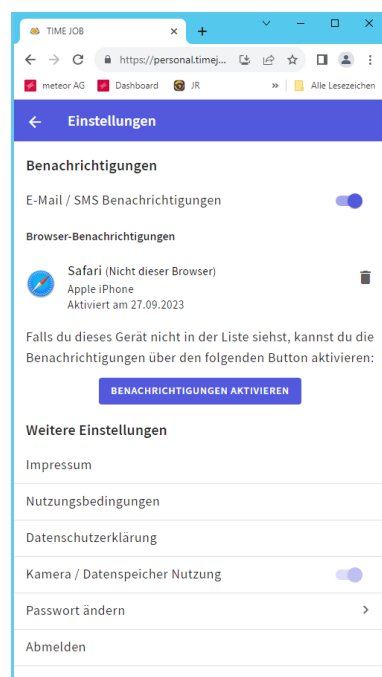 TIME JOB
https://personal.timej...
meteor AG
Dashboard
JR
»
Alle Lesezeichen
Einstellungen
Benachrichtigungen
E-Mail / SMS Benachrichtigungen
Browser-Benachrichtigungen
Safari (Nicht dieser Browser)
Apple iPhone
Aktiviert am 27.09.2023
Falls du dieses Gerät nicht in der Liste siehst, kannst du die
Benachrichtigungen über den folgenden Button aktivieren:
BENACHRICHTIGUNGEN AKTIVIEREN
Weitere Einstellungen
Impressum
Nutzungsbedingungen
Datenschutzerklärung
Kamera / Datenspeicher Nutzung
Passwort ändern
Abmelden